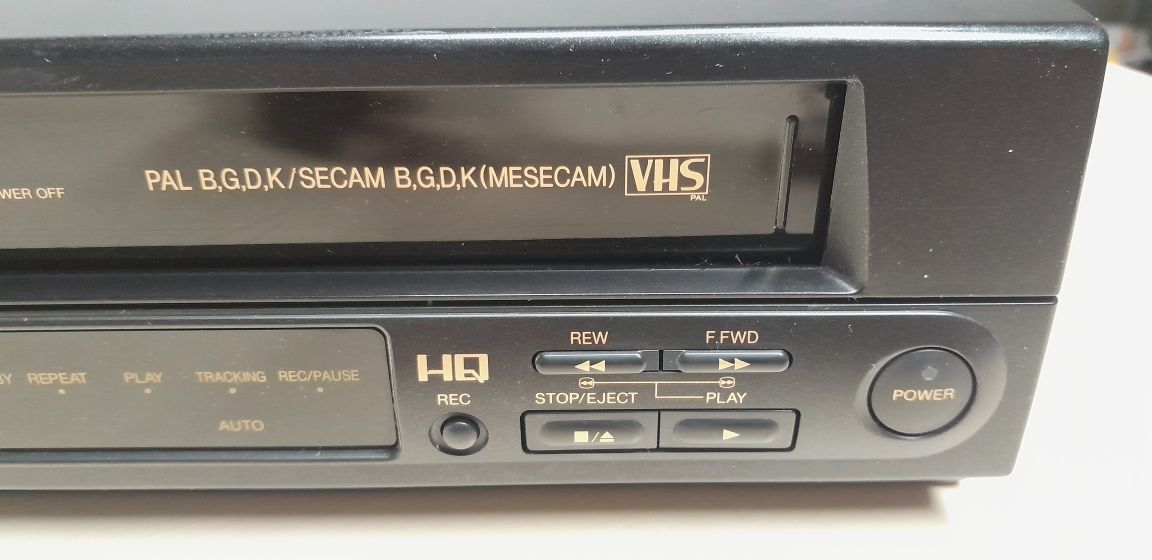 PAL B,G,D,K/SECAM B,G,D,K(MESECAM) VHS
PAL
OFF
HQ
REW F.FWD
REPEAT PLAY TRACKING REC/PAUSE
AUTO
REC
STOP/EJECT PLAY
POWER